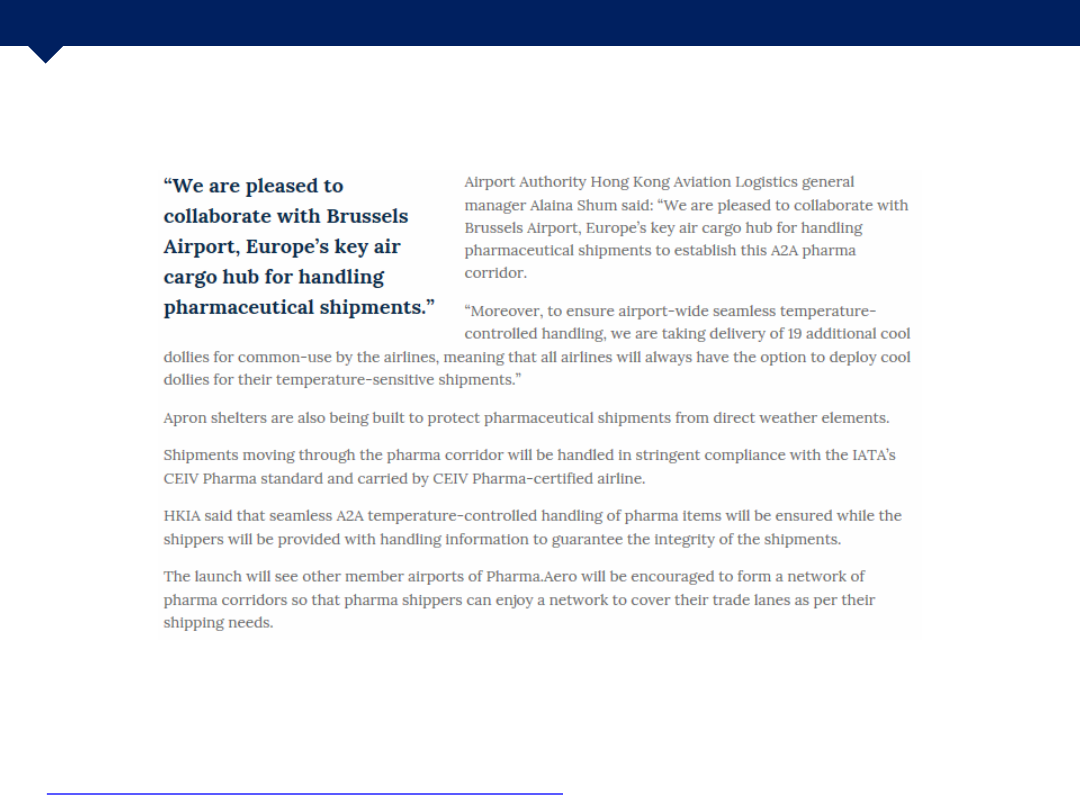 “We are pleased to
collaborate with Brussels
Airport, Europe’s key air
cargo hub for handling
pharmaceutical shipments.”
Airport Authority Hong Kong Aviation Logistics general
manager Alaina Shum said: “We are pleased to collaborate with
Brussels Airport, Europe’s key air cargo hub for handling
pharmaceutical shipments to establish this A2A pharma
corridor.
“Moreover, to ensure airport-wide seamless temperature-
controlled handling, we are taking delivery of 19 additional cool
dollies for common-use by the airlines, meaning that all airlines will always have the option to deploy cool
dollies for their temperature-sensitive shipments.”
Apron shelters are also being built to protect pharmaceutical shipments from direct weather elements.
Shipments moving through the pharma corridor will be handled in stringent compliance with the IATA’s
CEIV Pharma standard and carried by CEIV Pharma-certified airline.
HKIA said that seamless A2A temperature-controlled handling of pharma items will be ensured while the
shippers will be provided with handling information to guarantee the integrity of the shipments.
The launch will see other member airports of Pharma.Aero will be encouraged to form a network of
pharma corridors so that pharma shippers can enjoy a network to cover their trade lanes as per their
shipping needs.